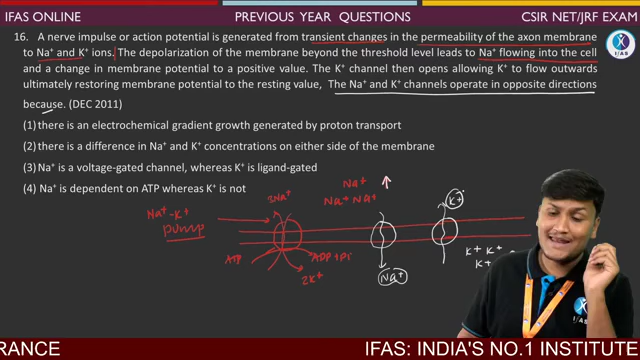 IFAS ONLINE PREVIOUS YEAR QUESTIONS CSIR NET/JRF EXAM
16. A nerve impulse or action potential is generated from transient changes in the permeability of the axon membrane
to Na+ and K+ ions. The depolarization of the membrane beyond the threshold level leads to Na+ flowing into the cell
and a change in membrane potential to a positive value. The K+ channel then opens allowing K+ to flow outwards
ultimately restoring membrane potential to the resting value, The Na+ and K+ channels operate in opposite directions
because. (DEC 2011)
IFAS
(1) there is an electrochemical gradient growth generated by proton transport
(2) there is a difference in Na+ and K+ concentrations on either side of the membrane
(3) Na+ is a voltage-gated channel, whereas K+ is ligand-gated
(4) Na+ is dependent on ATP whereas K+ is not
Na+
3Na+
Na+ Na+
K+
Na+-K+
pump
K+ K+
K+
ATP
ADP+Pi
2K+
Na+
RANCE IFAS: INDIA'S NO.1 INSTITUTE